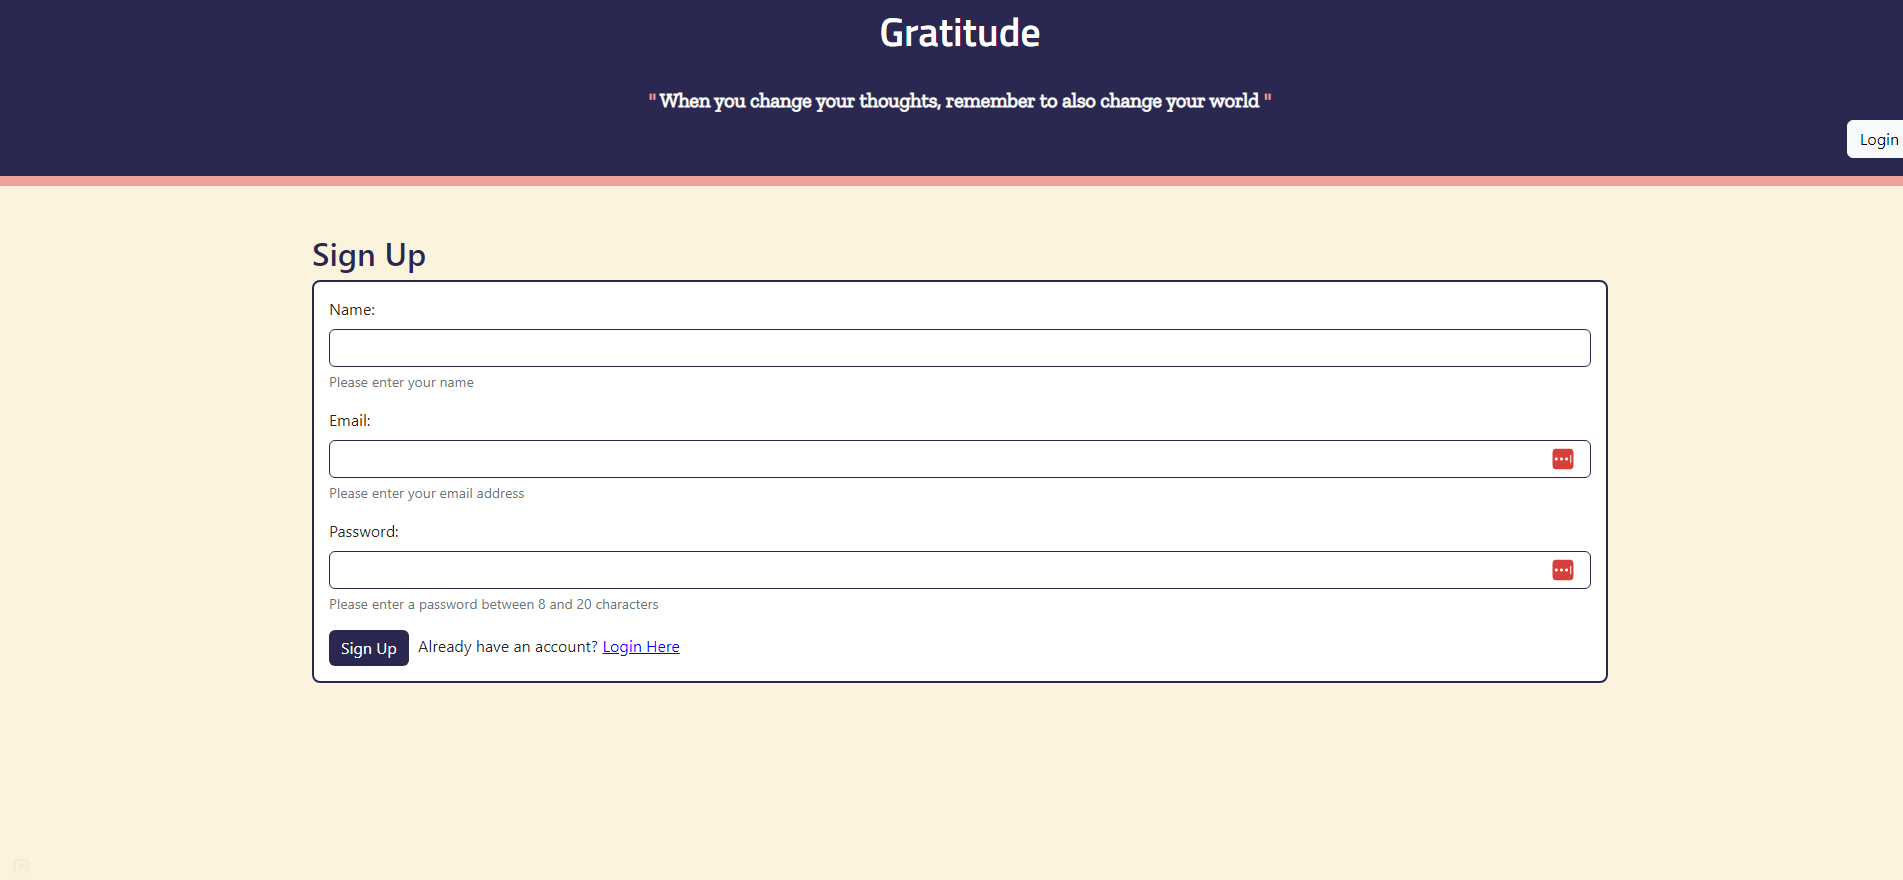 Gratitude
" When you change your thoughts, remember to also change your world "
Login
Sign Up
Name:
Please enter your name
Email:
Please enter your email address
Password:
Please enter a password between 8 and 20 characters
Sign Up Already have an account? Login Here